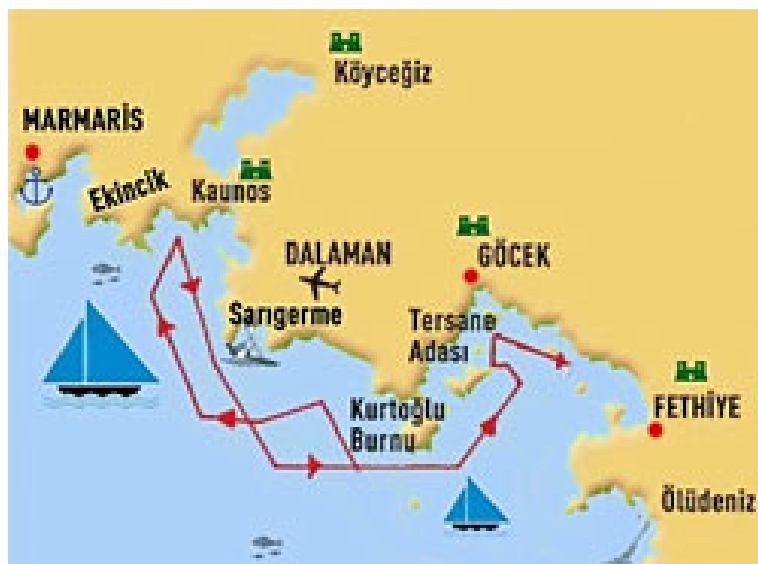 Köyceğiz
MARMARİS
Ekincik
Kaunos
DALAMAN
GÖCEK
Sarıgerme
Tersane
Adası
Kurtoğlu
Burnu
FETHİYE
Ölüdeniz